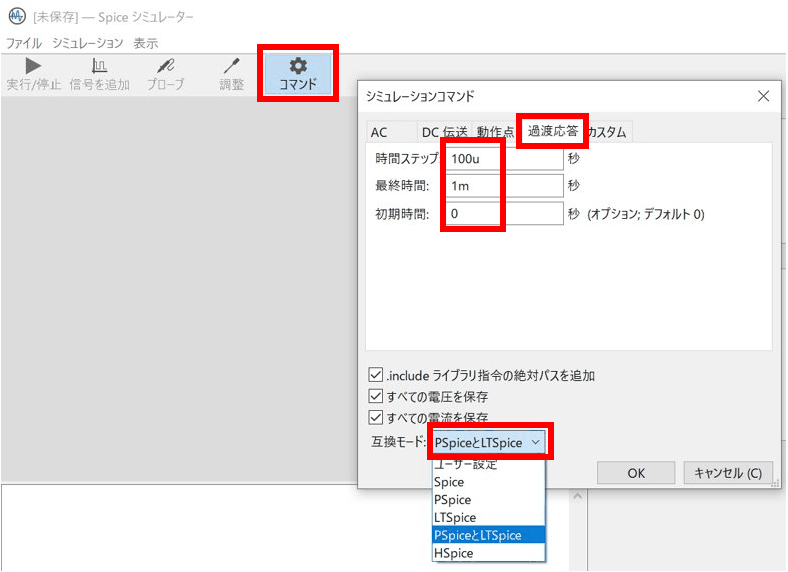 [未保存] — Spice シミュレーター
ファイル シミュレーション 表示
実行/停止 信号を追加 プローブ 調整 コマンド
シミュレーションコマンド
AC DC 伝送 動作点 過渡応答 カスタム
時間ステップ: 100u 秒
最終時間: 1m 秒
初期時間: 0 秒 (オプション; デフォルト 0)
.include ライブラリ指令の絶対パスを追加
すべての電圧を保存
すべての電流を保存
互換モード: PSpiceとLTSpice
ユーザー設定
Spice
PSpice
LTSpice
PSpiceとLTSpice
HSpice
OK キャンセル (C)